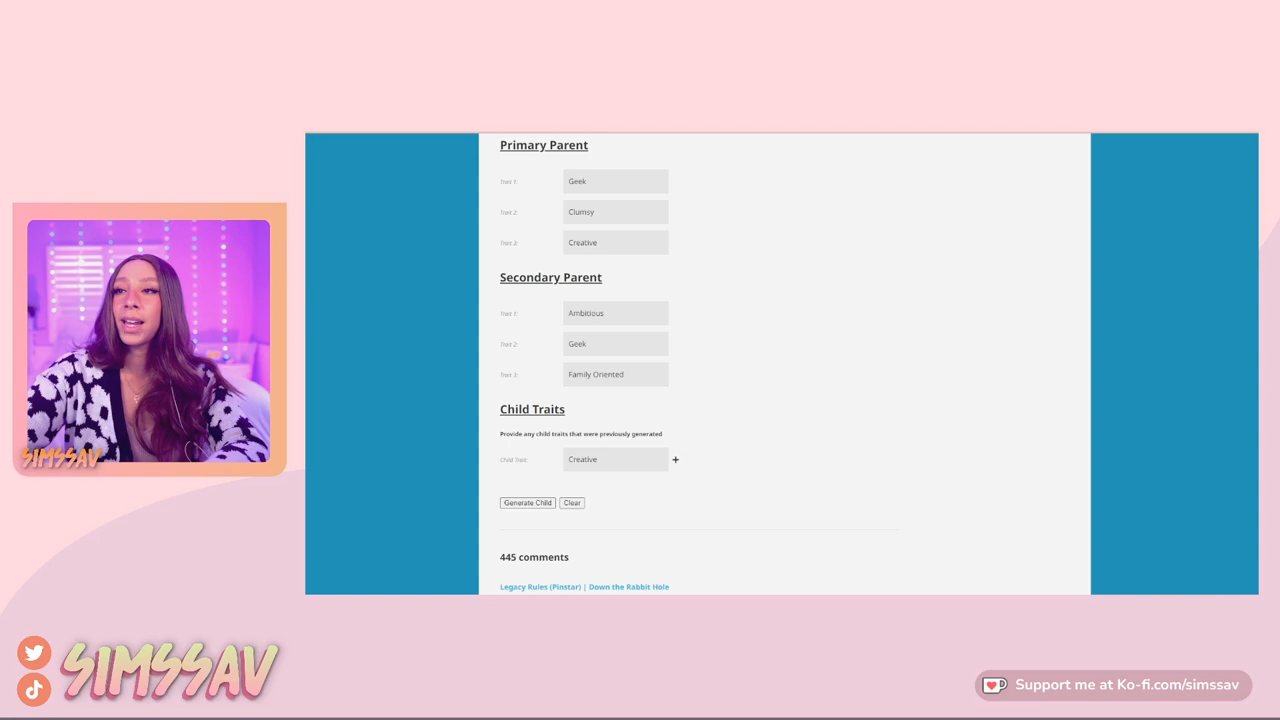 Primary Parent
Trait 1:
Geek
Trait 2:
Clumsy
Trait 3:
Creative
Secondary Parent
Trait 1:
Ambitious
Trait 2:
Geek
Trait 3:
Family Oriented
Child Traits
Provide any child traits that were previously generated
Child Trait:
Creative
+
Generate Child Clear
445 comments
Legacy Rules (Pinstar) | Down the Rabbit Hole
SIMSSAV
SIMSSAV
Support me at Ko-fi.com/simssav